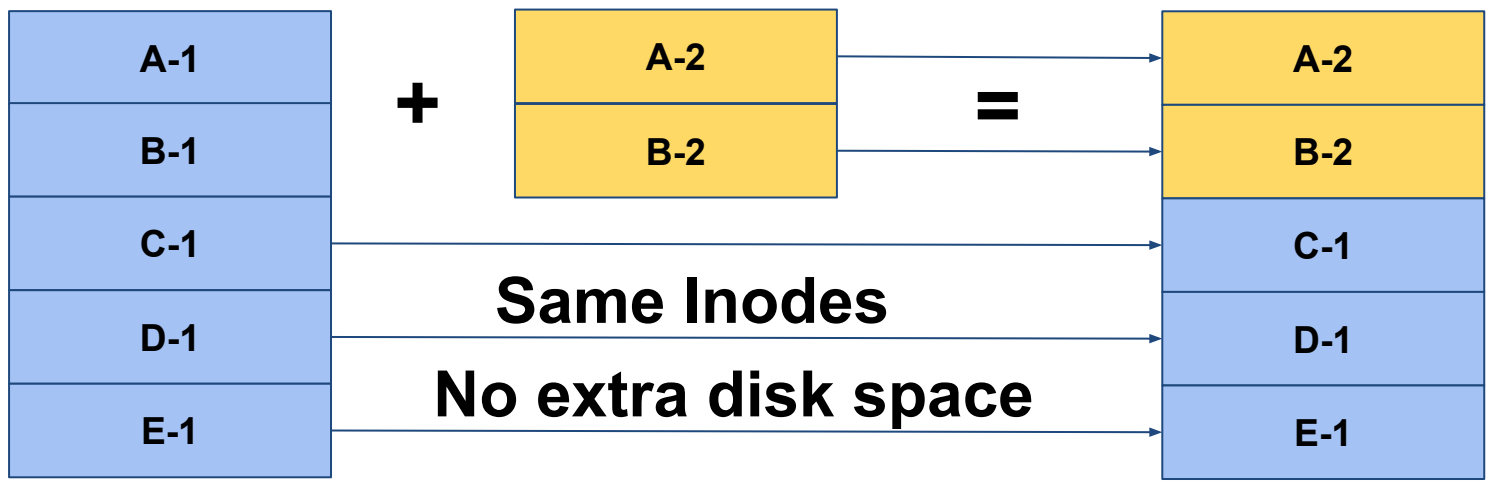 A-1
B-1
C-1
D-1
E-1
+
A-2
B-2
=
A-2
B-2
C-1
D-1
E-1
Same Inodes
No extra disk space